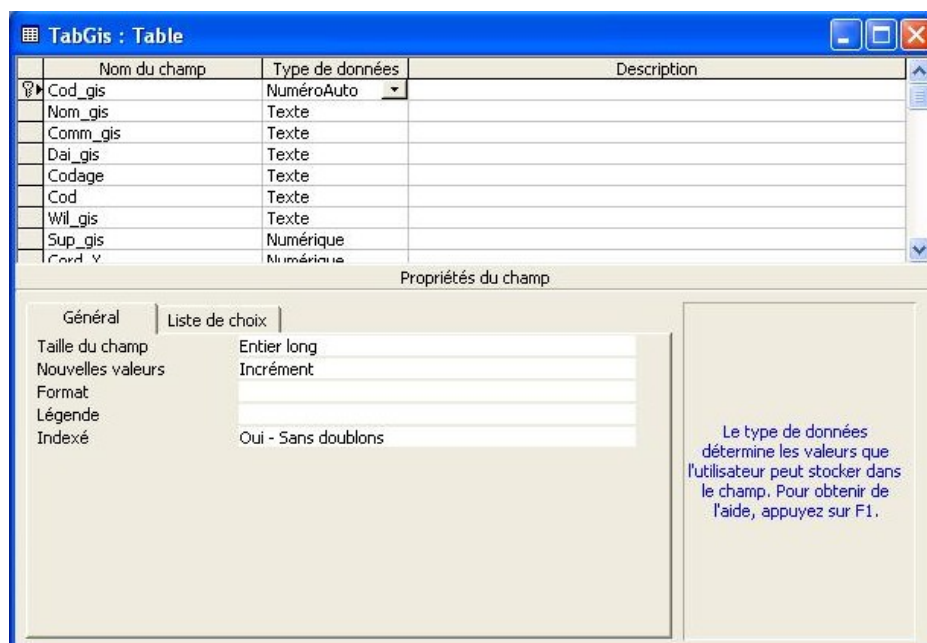 TabGis : Table
Nom du champ Type de données Description
Cod_gis NuméroAuto
Nom_gis Texte
Comm_gis Texte
Dai_gis Texte
Codage Texte
Cod Texte
Wil_gis Texte
Sup_gis Numérique
Cord_Y Numérique
Propriétés du champ
Général Liste de choix
Taille du champ Entier long
Nouvelles valeurs Incrément
Format
Légende
Indexé Oui - Sans doublons
Le type de données
détermine les valeurs que
l'utilisateur peut stocker dans
le champ. Pour obtenir de
l'aide, appuyez sur F1.